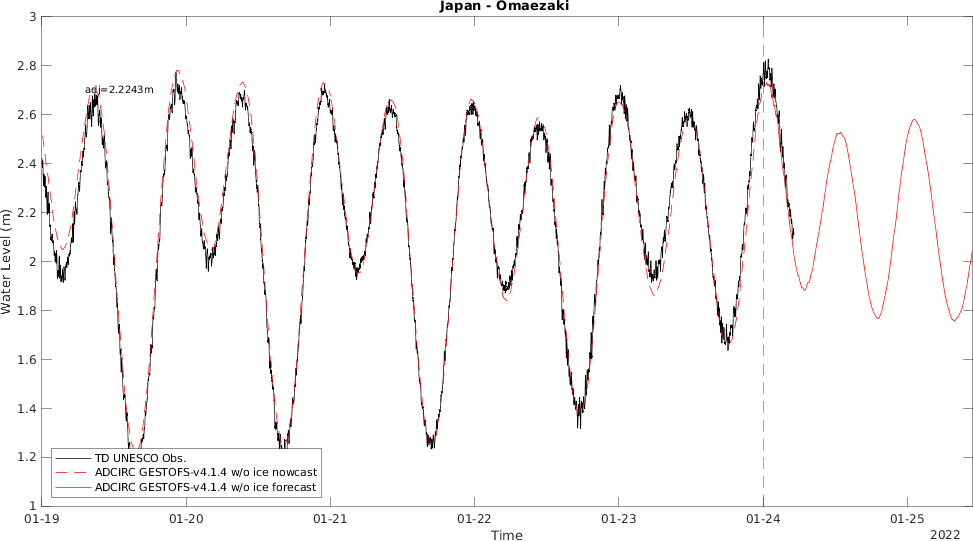 Japan - Omaezaki
3
2.8
2.6
2.4
2.2
2
1.8
1.6
1.4
1.2
1
Water Level (m)
adj=2.2243m
TD UNESCO Obs.
ADCIRC GESTOFS-v4.1.4 w/o ice nowcast
ADCIRC GESTOFS-v4.1.4 w/o ice forecast
01-19 01-20 01-21 01-22 01-23 01-24 01-25
Time
2022